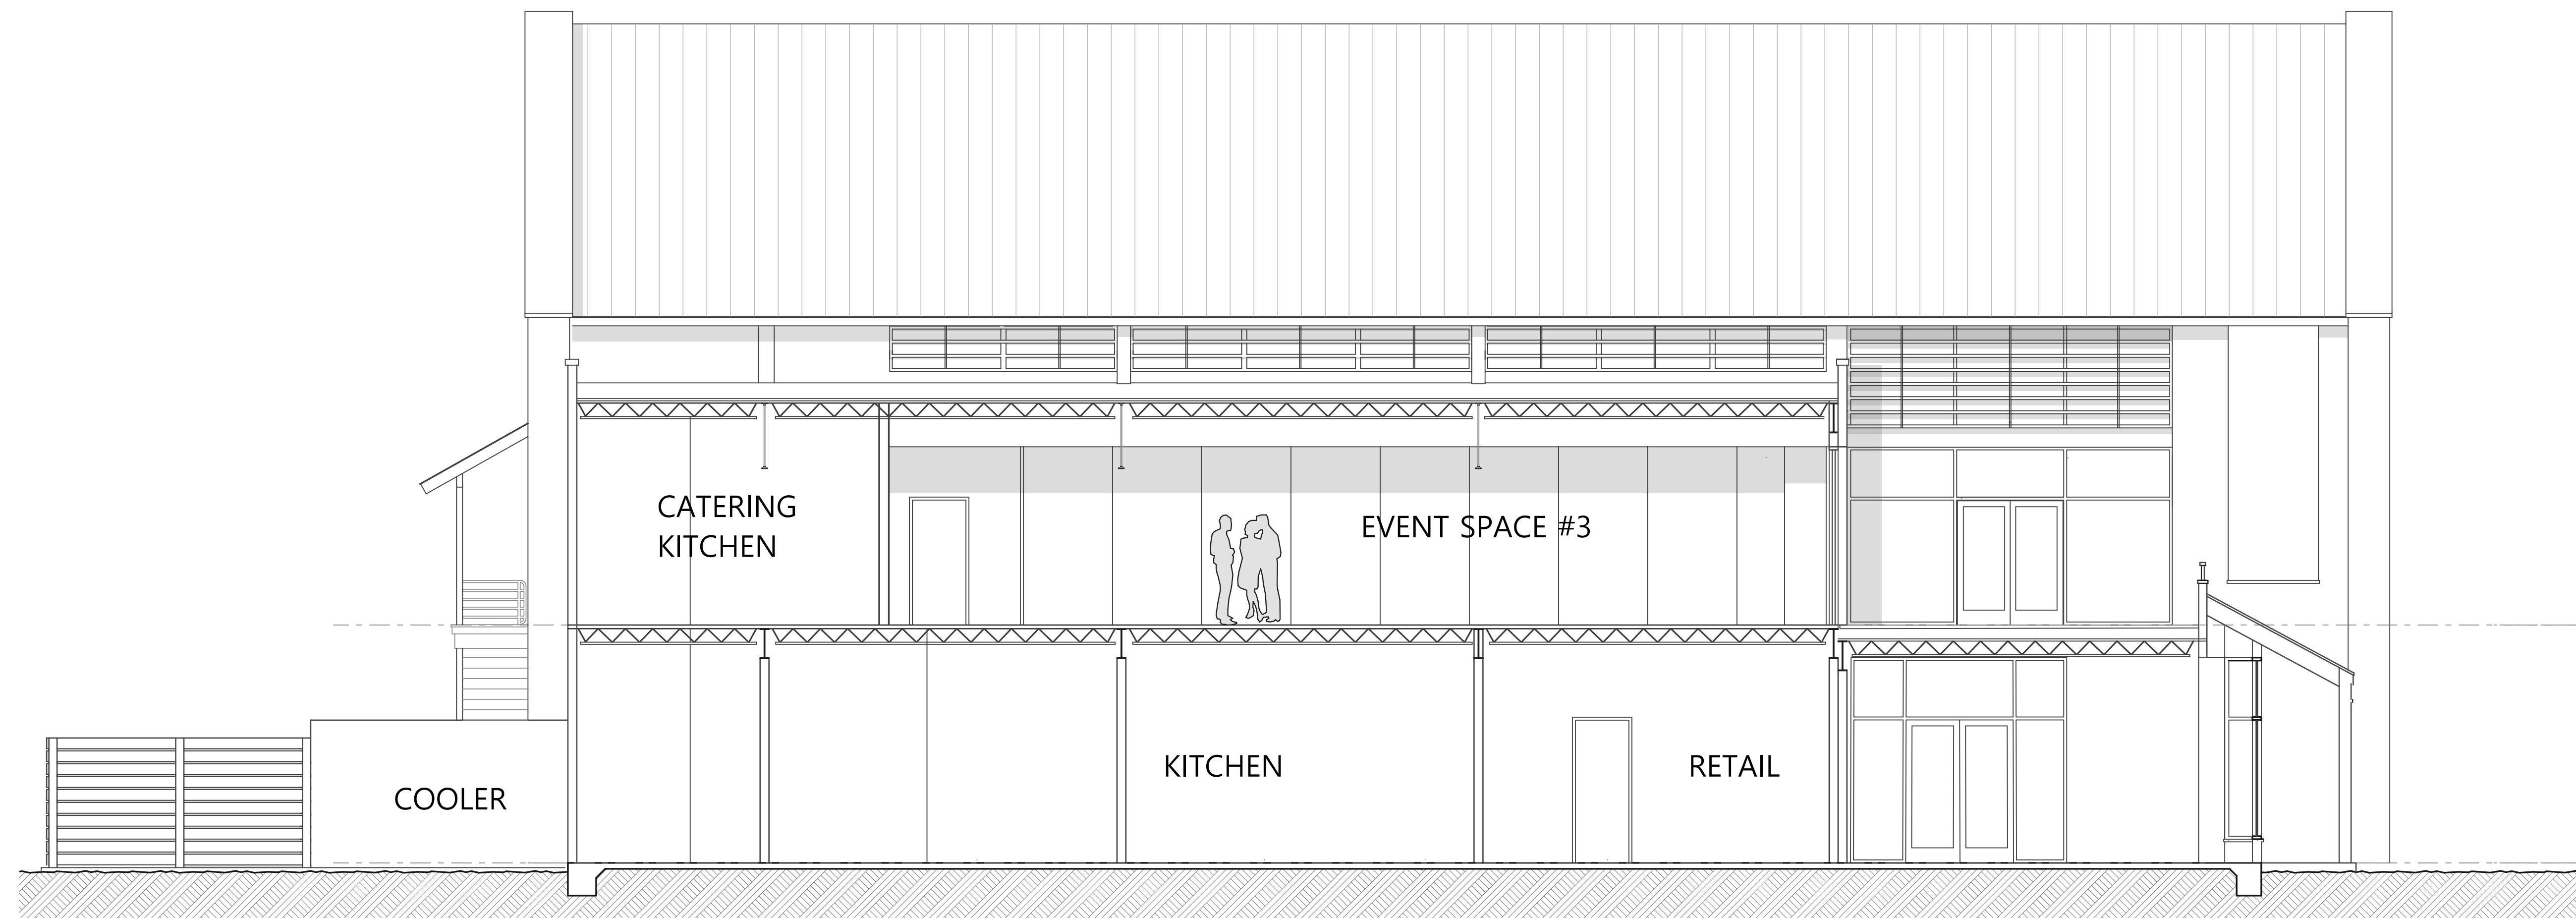 CATERING
KITCHEN
EVENT SPACE #3
KITCHEN
RETAIL
COOLER